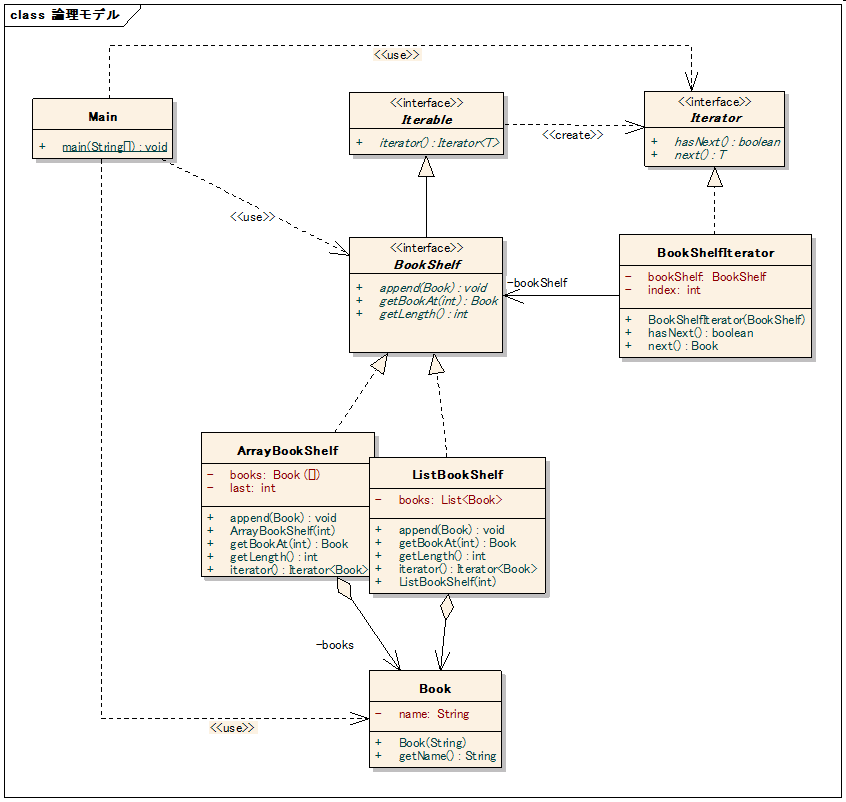 class 論理モデル
<<use>>
Main
+ main(String[]) : void
<<interface>>
Iterable
+ iterator() : Iterator<T>
<<create>>
<<interface>>
Iterator
+ hasNext() : boolean
+ next() : T
<<use>>
<<interface>>
BookShelf
+ append(Book) : void
+ getBookAt(int) : Book
+ getLength() : int
-bookShelf
BookShelfIterator
- bookShelf: BookShelf
- index: int
+ BookShelfIterator(BookShelf)
+ hasNext() : boolean
+ next() : Book
ArrayBookShelf
- books: Book ([])
- last: int
+ append(Book) : void
+ ArrayBookShelf(int)
+ getBookAt(int) : Book
+ getLength() : int
+ iterator() : Iterator<Book>
ListBookShelf
- books: List<Book>
+ append(Book) : void
+ getBookAt(int) : Book
+ getLength() : int
+ iterator() : Iterator<Book>
+ ListBookShelf(int)
-books
Book
- name: String
+ Book(String)
+ getName() : String
<<use>>